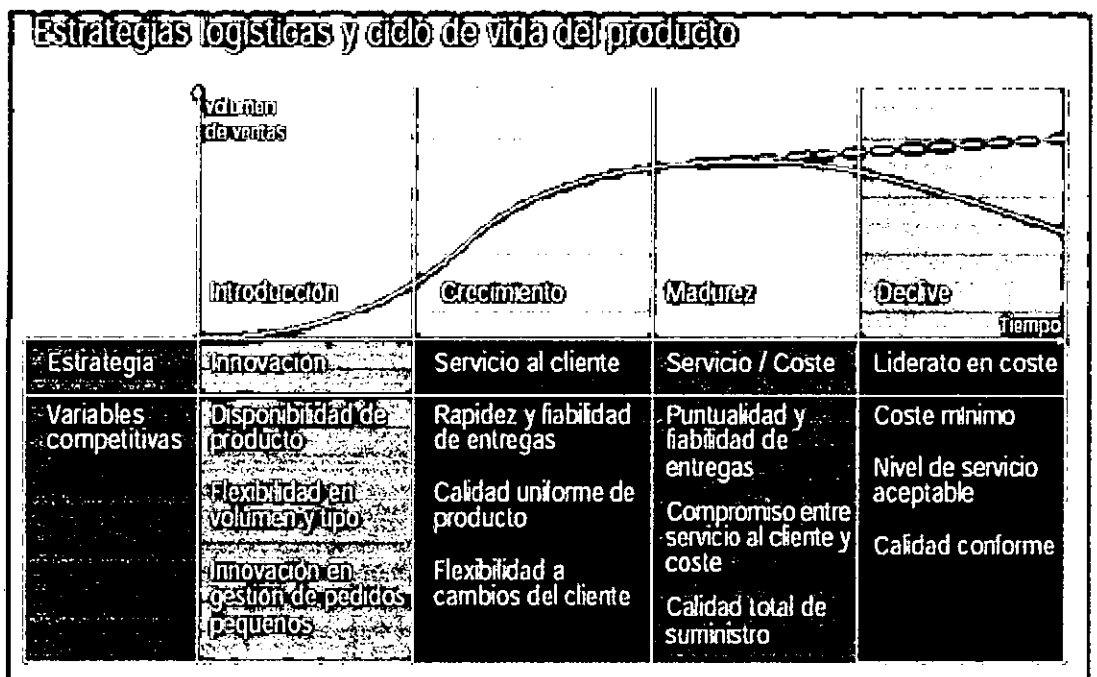 Estrategias logísticas y ciclo de vida del producto
Volumen
de ventas
Introducción
Crecimiento
Madurez
Declive
Tiempo
Estrategia
Innovación
Servicio al cliente
Servicio / Coste
Liderato en coste
Variables
competitivas
Disponibilidad de
producto
Flexibilidad en
volumen y tipo
Innovación en
gestión de pedidos
pequeños
Rapidez y fiabilidad
de entregas
Calidad uniforme de
producto
Flexibilidad a
cambios del cliente
Puntualidad y
fiabilidad de
entregas
Compromiso entre
servicio al cliente y
coste
Calidad total de
suministro
Coste mínimo
Nivel de servicio
aceptable
Calidad conforme